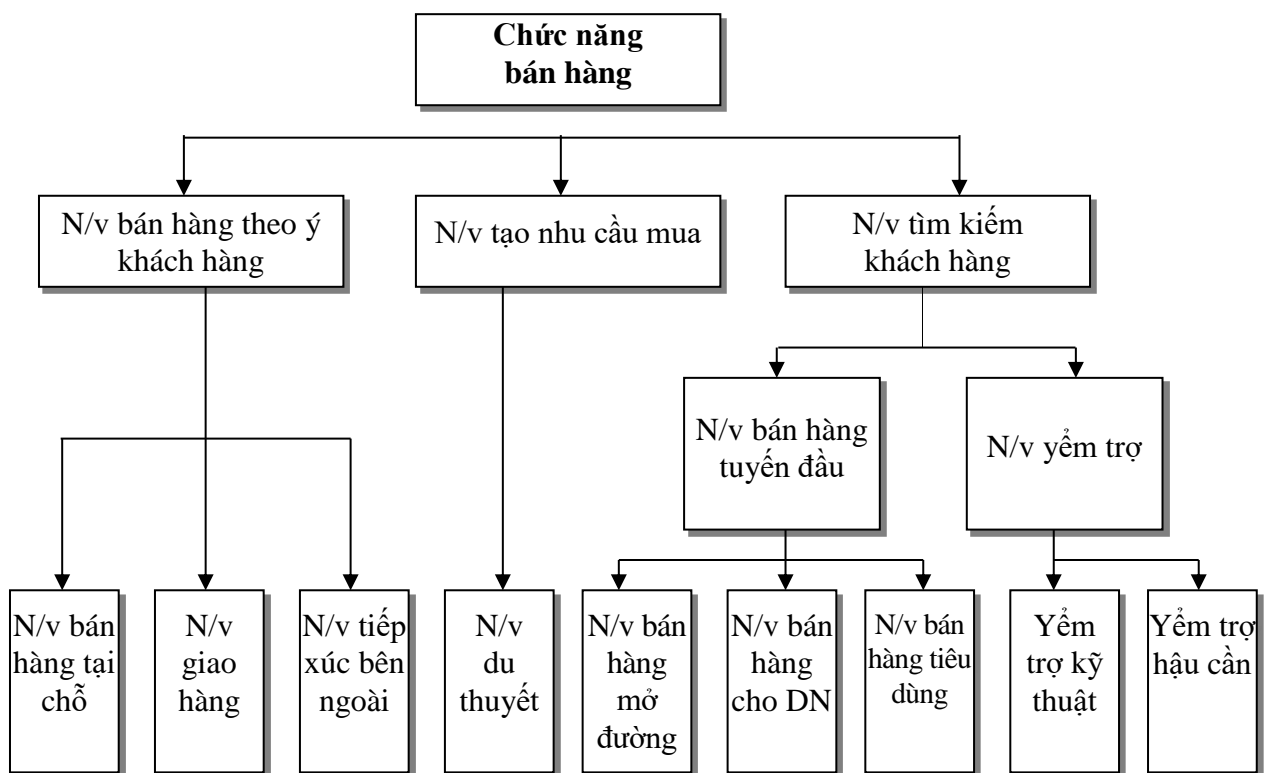 Chức năng
bán hàng
N/v bán hàng theo ý
khách hàng
N/v tạo nhu cầu mua
N/v tìm kiếm
khách hàng
N/v bán hàng
tuyến đầu
N/v yểm trợ
N/v bán
hàng tại
chỗ
N/v
giao
hàng
N/v tiếp
xúc bên
ngoài
N/v
du
thuyết
N/v bán
hàng
mở
đường
N/v bán
hàng
cho DN
N/v bán
hàng tiêu
dùng
Yểm
trợ kỹ
thuật
Yểm trợ
hậu cần